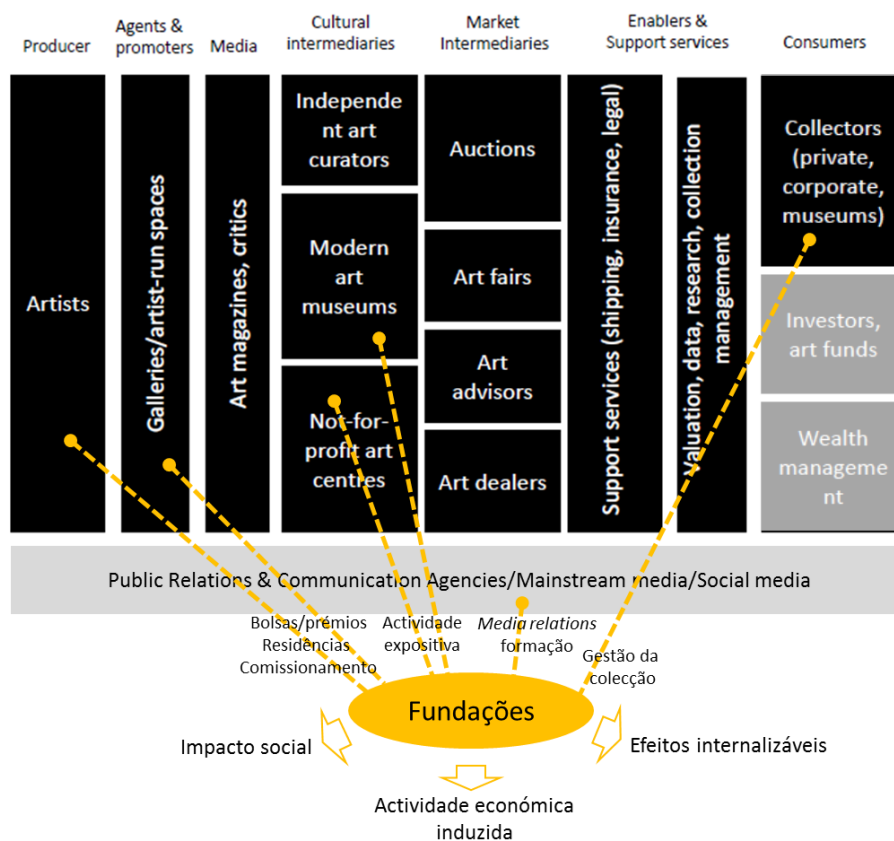 Producer
Agents &
promoters
Media
Cultural
intermediaries
Market
Intermediaries
Enablers &
Support services
Consumers
Artists
Galleries/artist-run spaces
Art magazines, critics
Independe
nt art
curators
Modern
art
museums
Not-for-
profit art
centres
Auctions
Art fairs
Art
advisors
Art dealers
Support services (shipping, insurance, legal)
Valuation, data, research, collection
management
Collectors
(private,
corporate,
museums)
Investors,
art funds
Wealth
manageme
nt
Public Relations & Communication Agencies/Mainstream media/Social media
Bolsas/prémios
Residências
Comissionamento
Actividade
expositiva
Media relations
formação
Gestão da
colecção
Fundações
Impacto social
Efeitos internalizáveis
Actividade económica
induzida